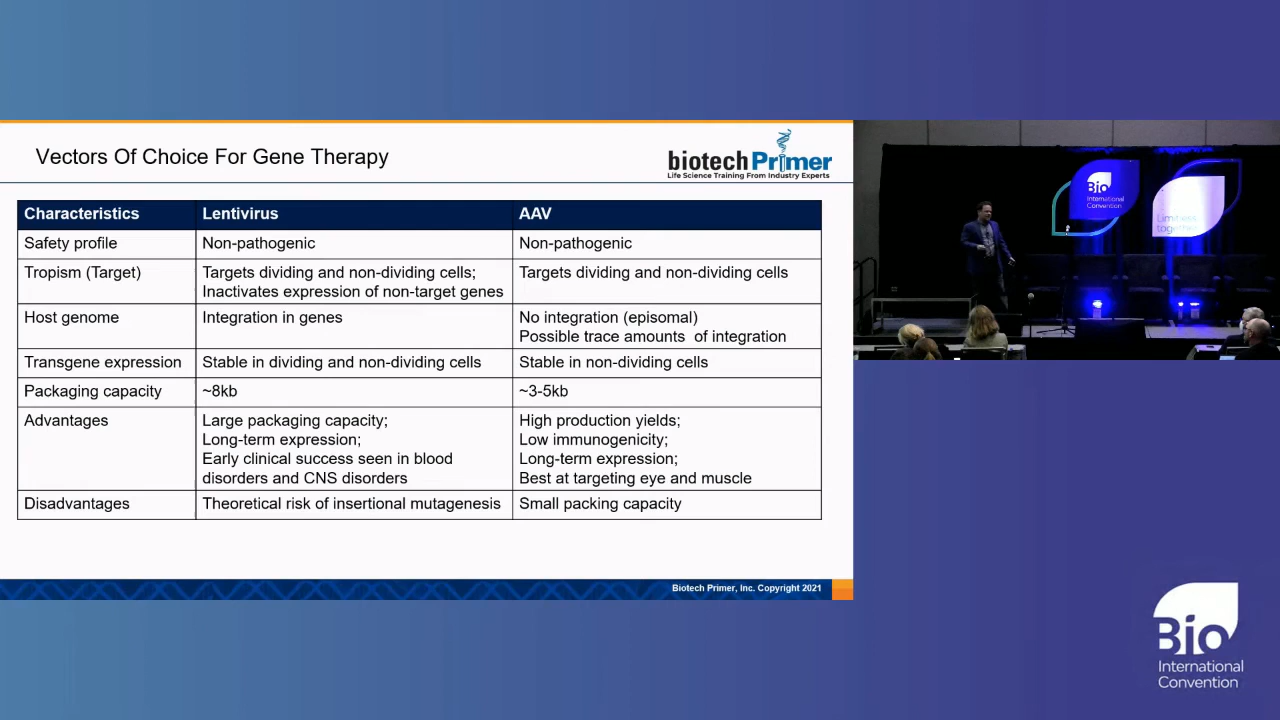 Vectors Of Choice For Gene Therapy
biotech Primer
Life Science Training From Industry Experts
Characteristics Lentivirus AAV
Safety profile Non-pathogenic Non-pathogenic
Tropism (Target) Targets dividing and non-dividing cells; Targets dividing and non-dividing cells
Inactivates expression of non-target genes
Host genome Integration in genes No integration (episomal)
Possible trace amounts of integration
Transgene expression Stable in dividing and non-dividing cells Stable in non-dividing cells
Packaging capacity ~8kb ~3-5kb
Advantages Large packaging capacity; High production yields;
Long-term expression; Low immunogenicity;
Early clinical success seen in blood Long-term expression;
disorders and CNS disorders Best at targeting eye and muscle
Disadvantages Theoretical risk of insertional mutagenesis Small packing capacity
Biotech Primer, Inc. Copyright 2021
Bio
International
Convention
Limitless
together
Bio
International
Convention